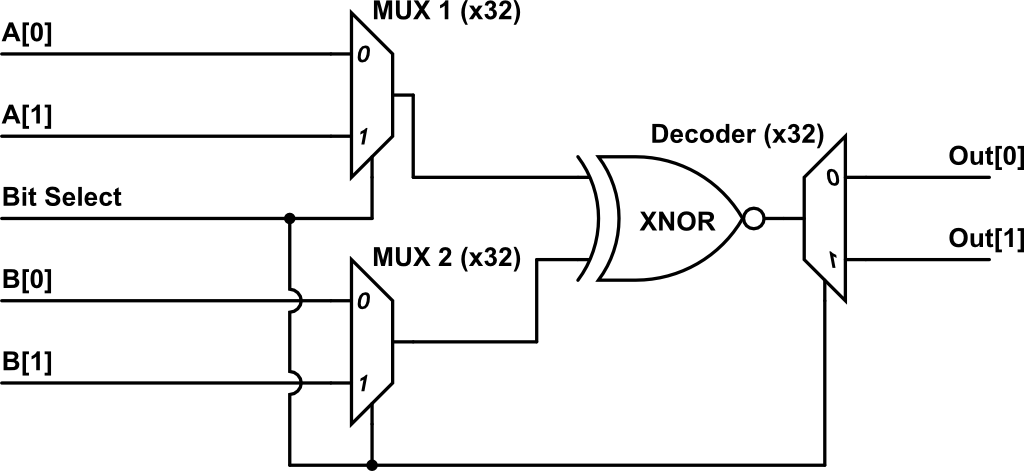 MUX 1 (x32)
A[0]
0
A[1]
1
Decoder (x32)
Out[0]
0
Bit Select
XNOR
Out[1]
1
MUX 2 (x32)
B[0]
0
B[1]
1